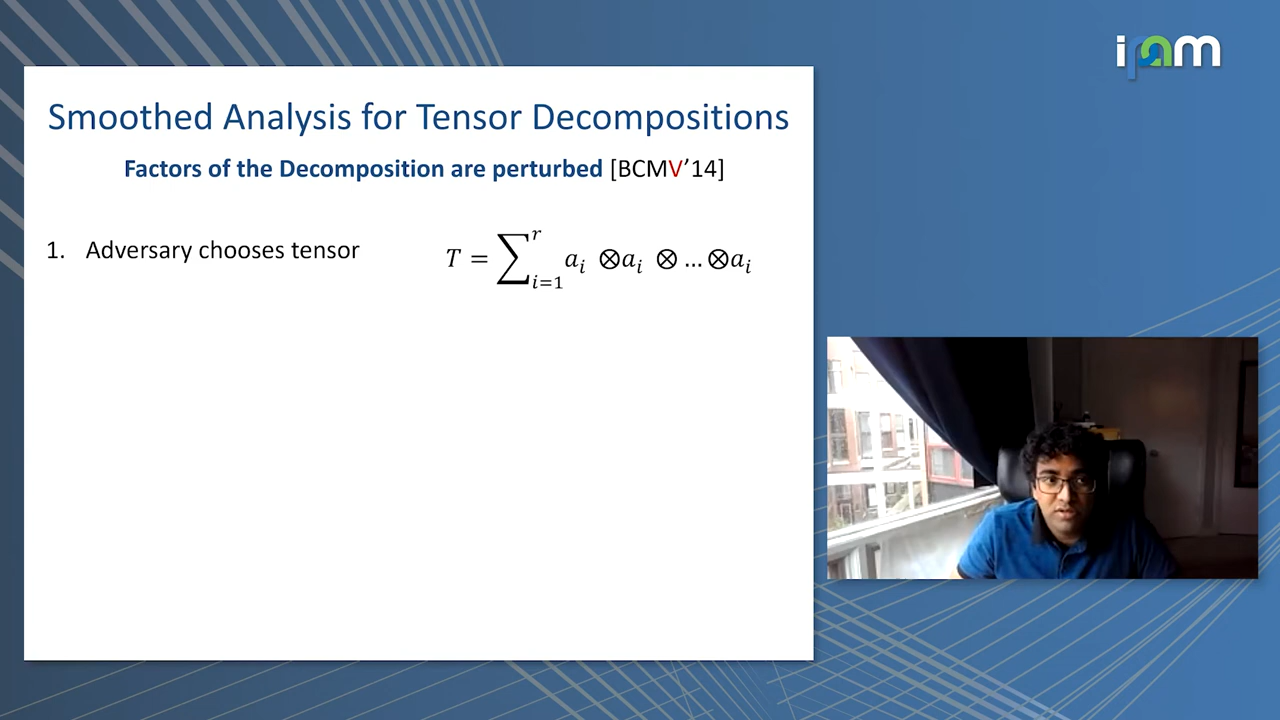 ipam
Smoothed Analysis for Tensor Decompositions
Factors of the Decomposition are perturbed [BCMV’14]
1. Adversary chooses tensor
T = ∑_{i=1}^{r} a_i ⊗ a_i ⊗ … ⊗ a_i